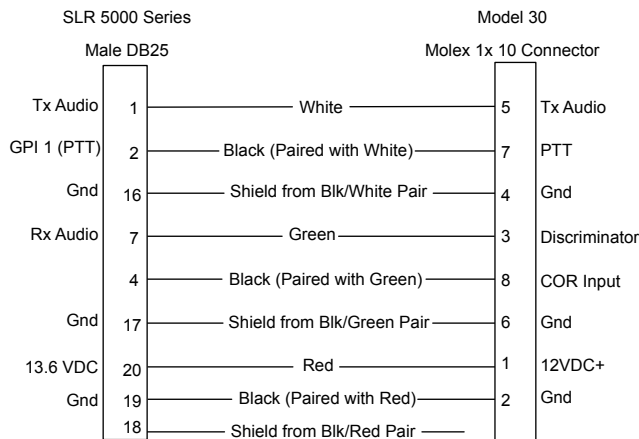 SLR 5000 Series Model 30
Male DB25 Molex 1x 10 Connector
Tx Audio 1 White 5 Tx Audio
GPI 1 (PTT) 2 Black (Paired with White) 7 PTT
Gnd 16 Shield from Blk/White Pair 4 Gnd
Rx Audio 7 Green 3 Discriminator
4 Black (Paired with Green) 8 COR Input
Gnd 17 Shield from Blk/Green Pair 6 Gnd
13.6 VDC 20 Red 1 12VDC+
Gnd 19 Black (Paired with Red) 2 Gnd
18 Shield from Blk/Red Pair